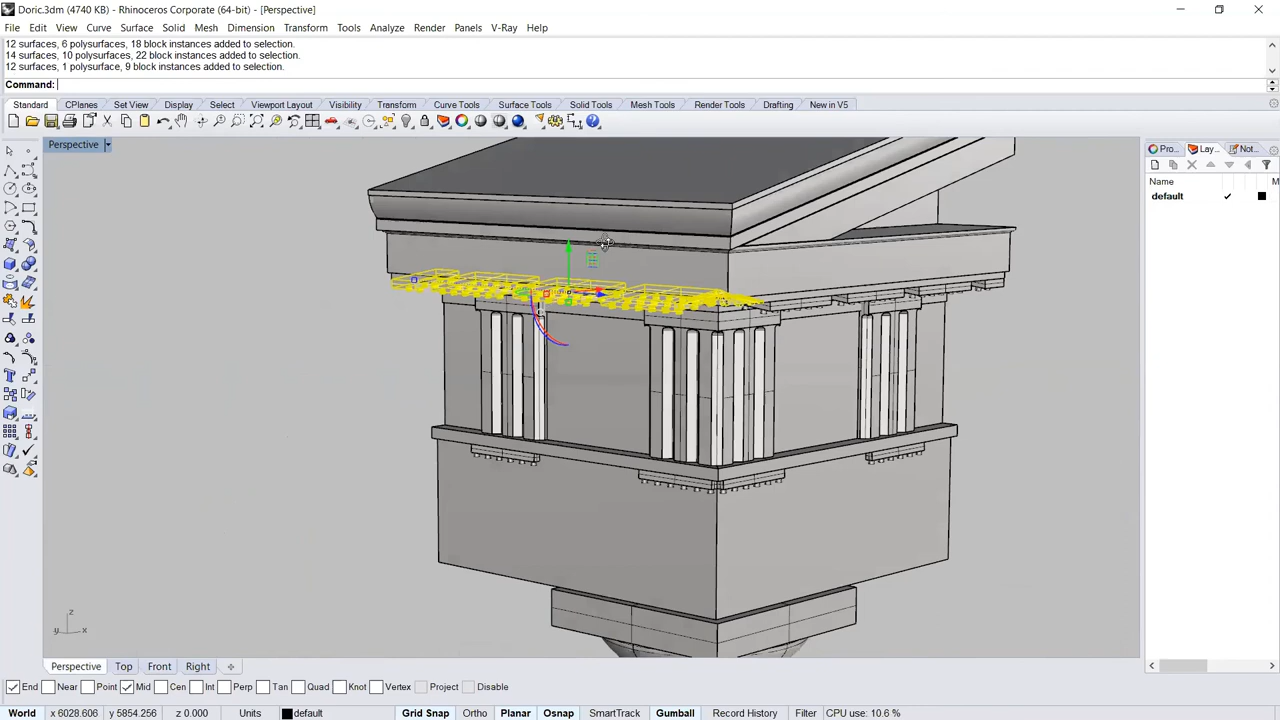 Doric.3dm (4740 KB) - Rhinoceros Corporate (64-bit) - [Perspective]
File Edit View Curve Surface Solid Mesh Dimension Transform Tools Analyze Render Panels V-Ray Help
12 surfaces, 6 polysurfaces, 18 block instances added to selection.
14 surfaces, 10 polysurfaces, 22 block instances added to selection.
12 surfaces, 1 polysurface, 9 block instances added to selection.
Command:
Standard CPlanes Set View Display Select Viewport Layout Visibility Transform Curve Tools Surface Tools Solid Tools Mesh Tools Render Tools Drafting New in V5
Perspective
Pro... Lay... Not...
Name M
default
z
y x
Perspective Top Front Right
End Near Point Mid Cen Int Perp Tan Quad Knot Vertex Project Disable
World x 6028.606 y 5854.256 z 0.000 Units default Grid Snap Ortho Planar Osnap SmartTrack Gumball Record History Filter CPU use: 10.6 %